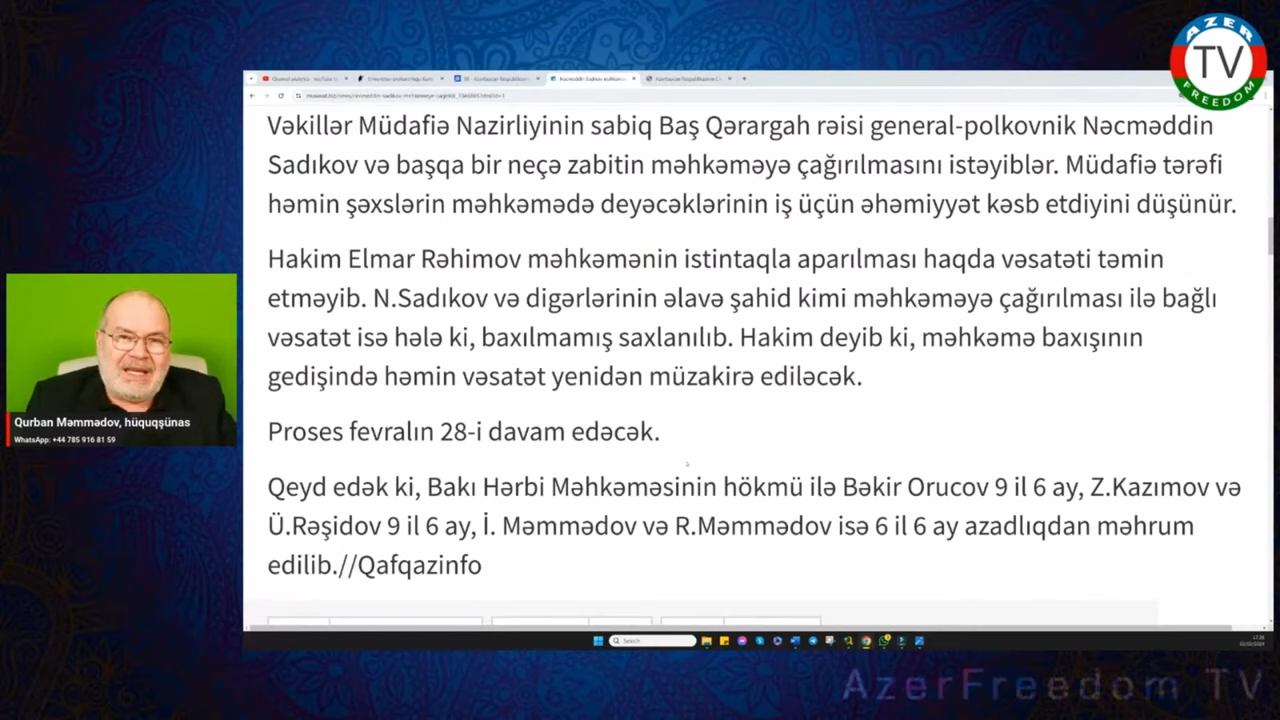 AZER
TV
FREEDOM
Vəkillər Müdafiə Nazirliyinin sabiq Baş Qərargah rəisi general-polkovnik Nəcməddin
Sadıkov və başqa bir neçə zabitin məhkəməyə çağırılmasını istəyiblər. Müdafiə tərəfi
həmin şəxslərin məhkəmədə deyəcəklərinin iş üçün əhəmiyyət kəsb etdiyini düşünür.
Hakim Elmar Rəhimov məhkəmənin istintaqla aparılması haqda vəsatəti təmin
etməyib. N.Sadıkov və digərlərinin əlavə şahid kimi məhkəməyə çağırılması ilə bağlı
vəsatət isə hələ ki, baxılmamış saxlanılıb. Hakim deyib ki, məhkəmə baxışının
gedişində həmin vəsatət yenidən müzakirə ediləcək.
Proses fevralın 28-i davam edəcək.
Qeyd edək ki, Bakı Hərbi Məhkəməsinin hökmü ilə Bəkir Orucov 9 il 6 ay, Z.Kazımov və
Ü.Rəşidov 9 il 6 ay, İ. Məmmədov və R.Məmmədov isə 6 il 6 ay azadlıqdan məhrum
edilib.//Qafqazinfo
Qurban Məmmədov, hüquqşünas
WhatsApp: +44 785 916 81 59
Search
AzerFreedom TV